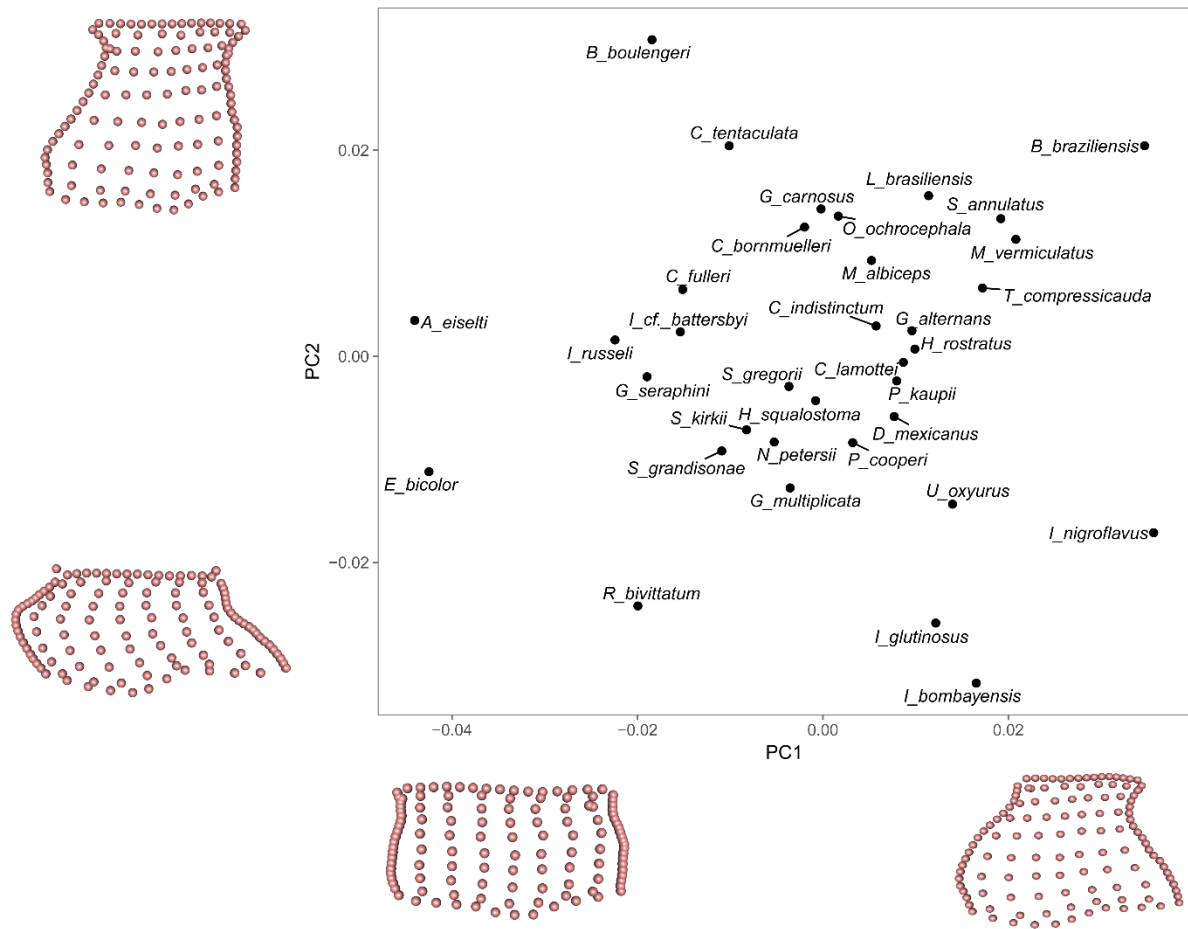 B_boulengeri
C_tentaculata
B_braziliensis
0.02
L_brasiliensis
G_carnosus
S_annulatus
O_ochrocephala
C_bornmuelleri
M_vermiculatus
C_fulleri
M_albiceps
T_compressicauda
C_indistinctum
I_cf._battersbyi
G_alternans
A_eiselti
H_rostratus
I_russeli
0.00
PC2
C_lamottei
S_gregorii
G_seraphini
P_kaupii
S_kirkii
H_squalostoma
D_mexicanus
N_petersii
P_cooperi
S_grandisonae
E_bicolor
U_oxyurus
G_multiplicata
I_nigroflavus
−0.02
R_bivittatum
I_glutinosus
I_bombayensis
−0.04
−0.02
0.00
0.02
PC1